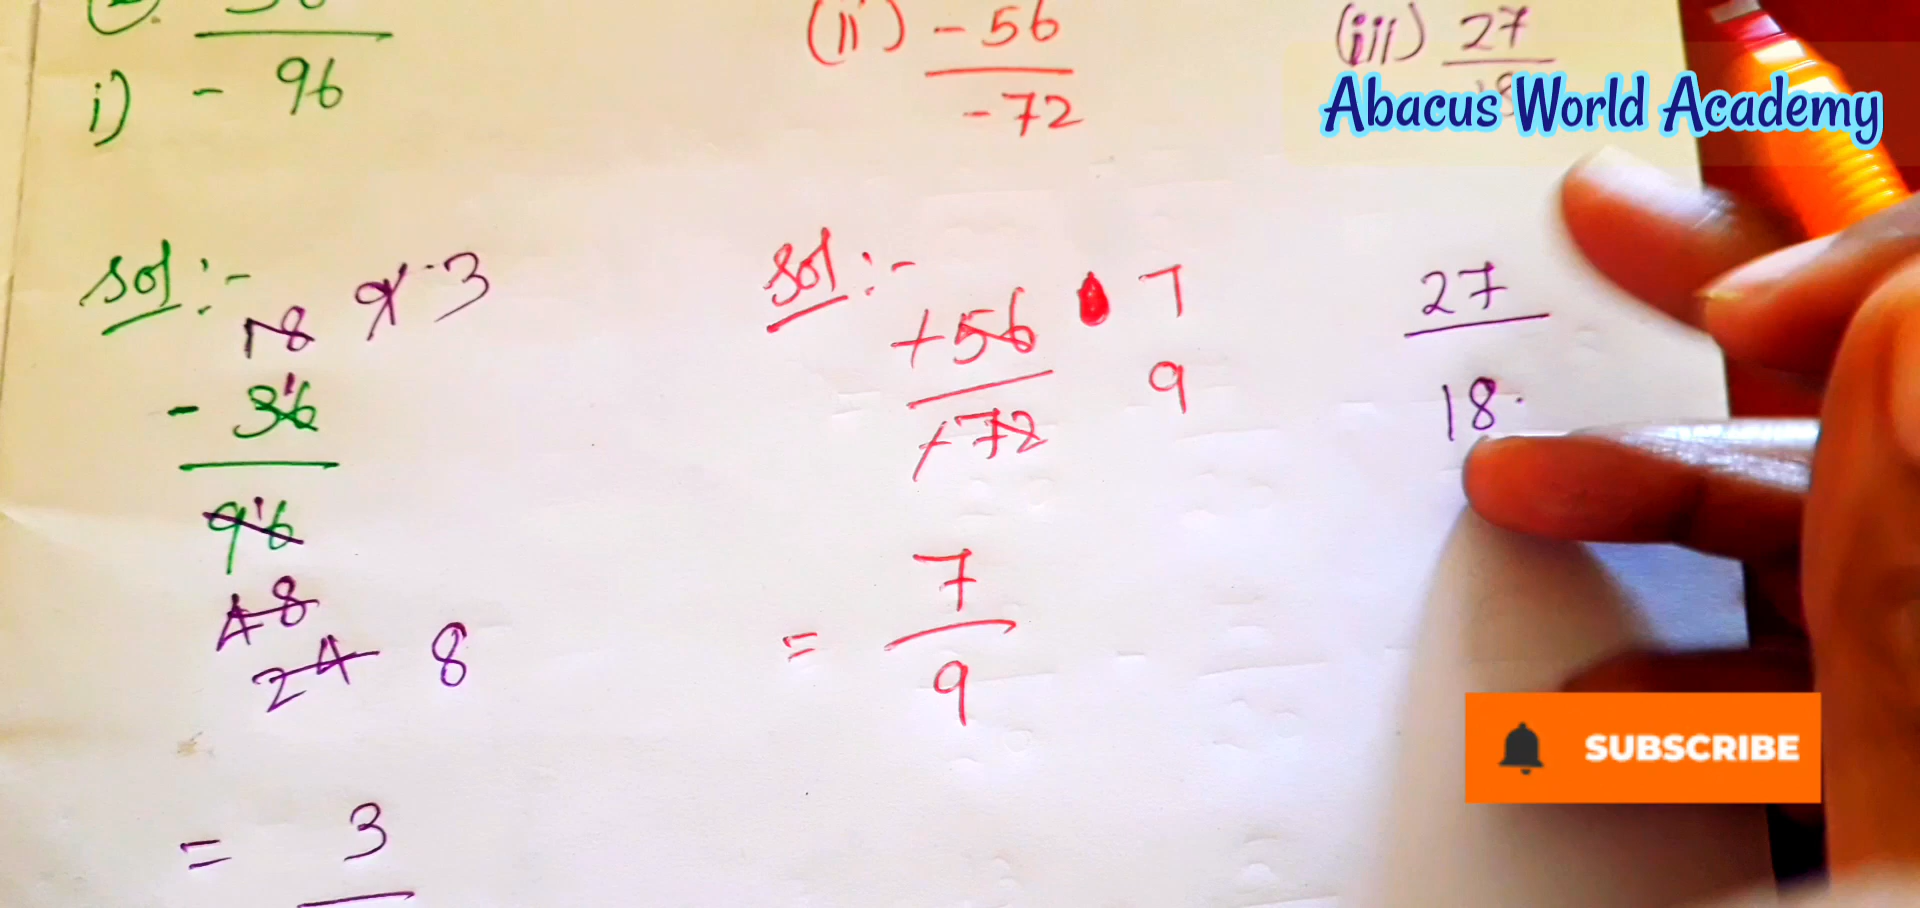 i) - 96
(ii) -56
-72
(iii) 27
18
Abacus World Academy
Sol :-
18 9 3
- 36
96
48
24 8
= 3
Sol :-
+56 7
+72 9
= 7
9
27
18.
SUBSCRIBE